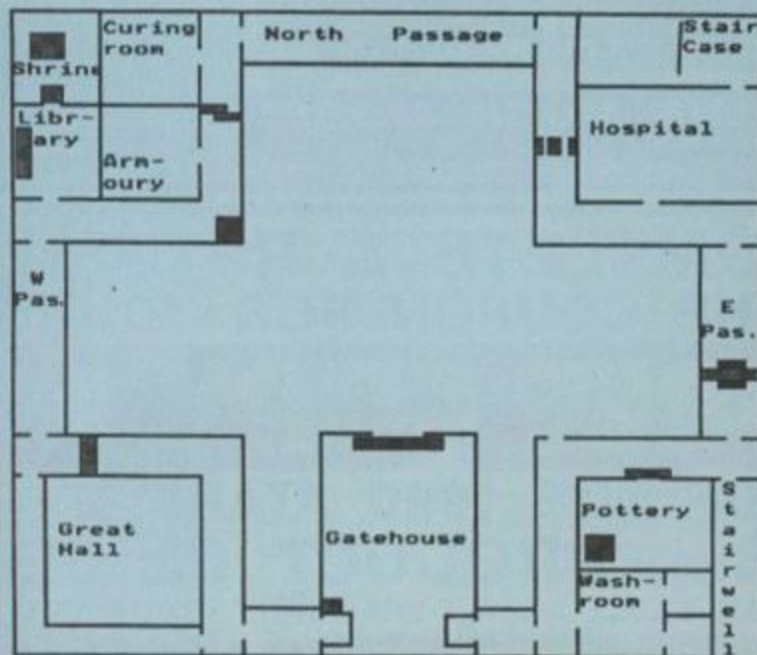 Shrine
Curing
room
North Passage
Stair
Case
Libr-
ary
Arm-
oury
Hospital
W
Pas.
E
Pas.
Great
Hall
Gatehouse
Pottery
Wash-
room
Stairwell